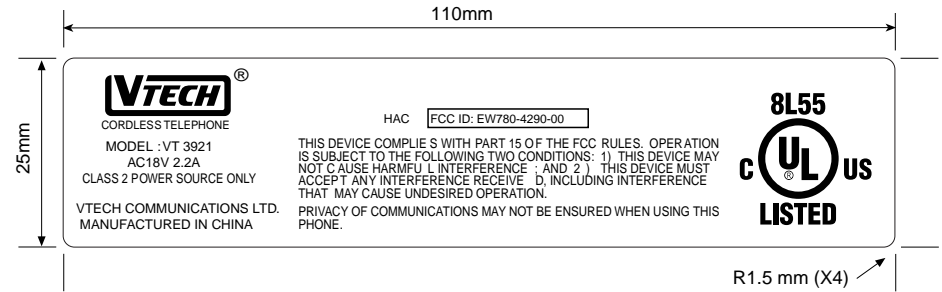 110mm
25mm
VTECH®
CORDLESS TELEPHONE
MODEL : VT 3921
AC18V 2.2A
CLASS 2 POWER SOURCE ONLY
VTECH COMMUNICATIONS LTD.
MANUFACTURED IN CHINA
HAC FCC ID: EW780-4290-00
THIS DEVICE COMPLIE S WITH PART 15 OF THE FCC RULES. OPERATION
IS SUBJECT TO THE FOLLOWING TWO CONDITIONS: 1) THIS DEVICE MAY
NOT C AUSE HARMFU L INTERFERENCE ; AND 2 ) THIS DEVICE MUST
ACCEP T ANY INTERFERENCE RECEIVE D, INCLUDING INTERFERENCE
THAT MAY CAUSE UNDESIRED OPERATION.
PRIVACY OF COMMUNICATIONS MAY NOT BE ENSURED WHEN USING THIS
PHONE.
8L55
C UL® US
LISTED
R1.5 mm (X4)